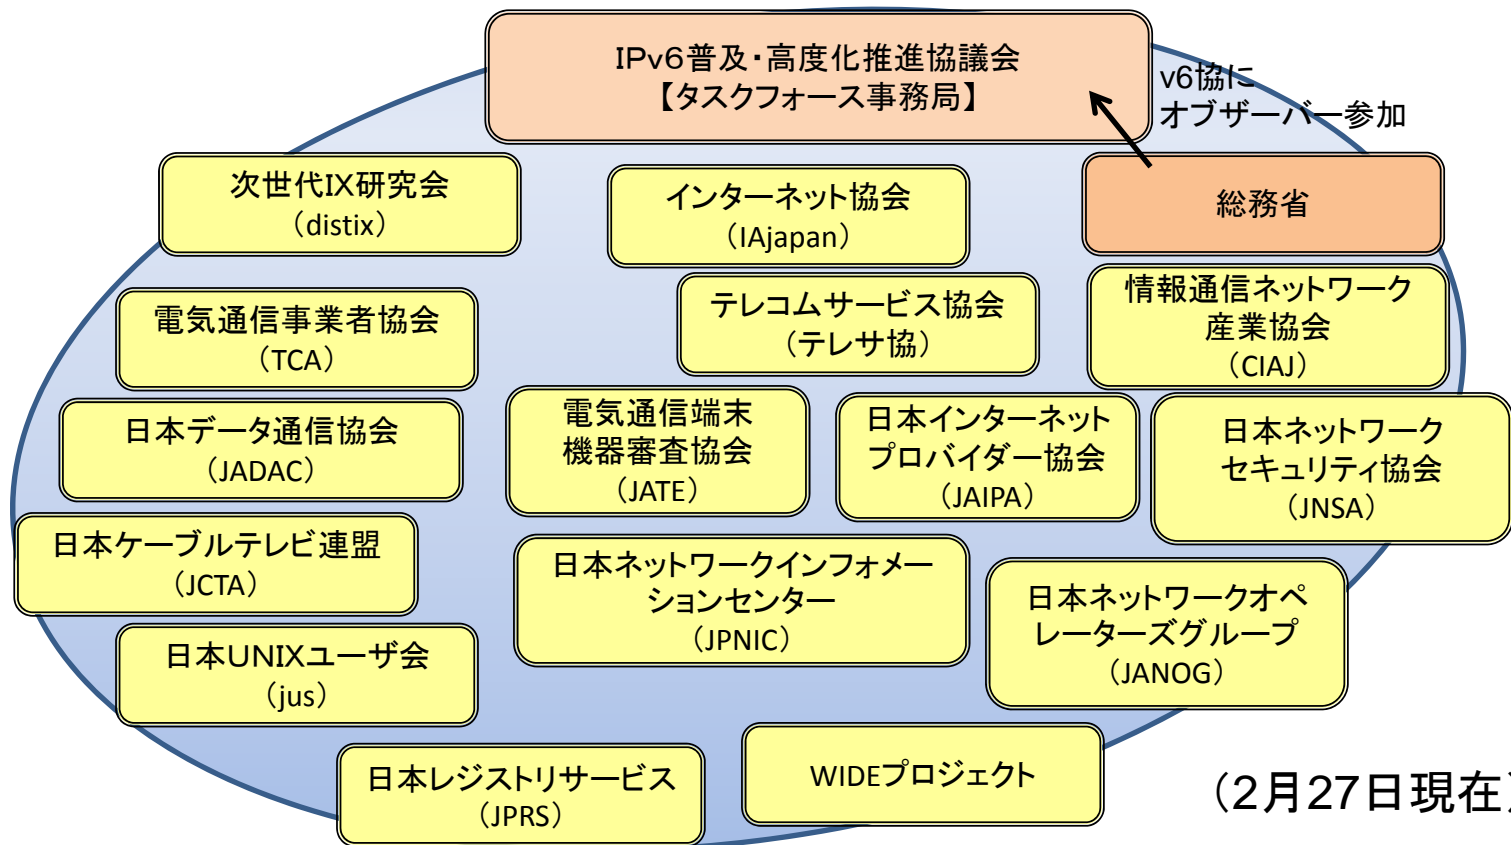 IPv6普及・高度化推進協議会
【タスクフォース事務局】
v6協に
オブザーバー参加
次世代IX研究会
（distix）
インターネット協会
（IAjapan）
総務省
電気通信事業者協会
（TCA）
テレコムサービス協会
（テレサ協）
情報通信ネットワーク
産業協会
（CIAJ）
日本データ通信協会
（JADAC）
電気通信端末
機器審査協会
（JATE）
日本インターネット
プロバイダー協会
（JAIPA）
日本ネットワーク
セキュリティ協会
（JNSA）
日本ケーブルテレビ連盟
（JCTA）
日本ネットワークインフォメー
ションセンター
（JPNIC）
日本ネットワークオペ
レーターズグループ
（JANOG）
日本UNIXユーザ会
（jus）
日本レジストリサービス
（JPRS）
WIDEプロジェクト
（2月27日現在）